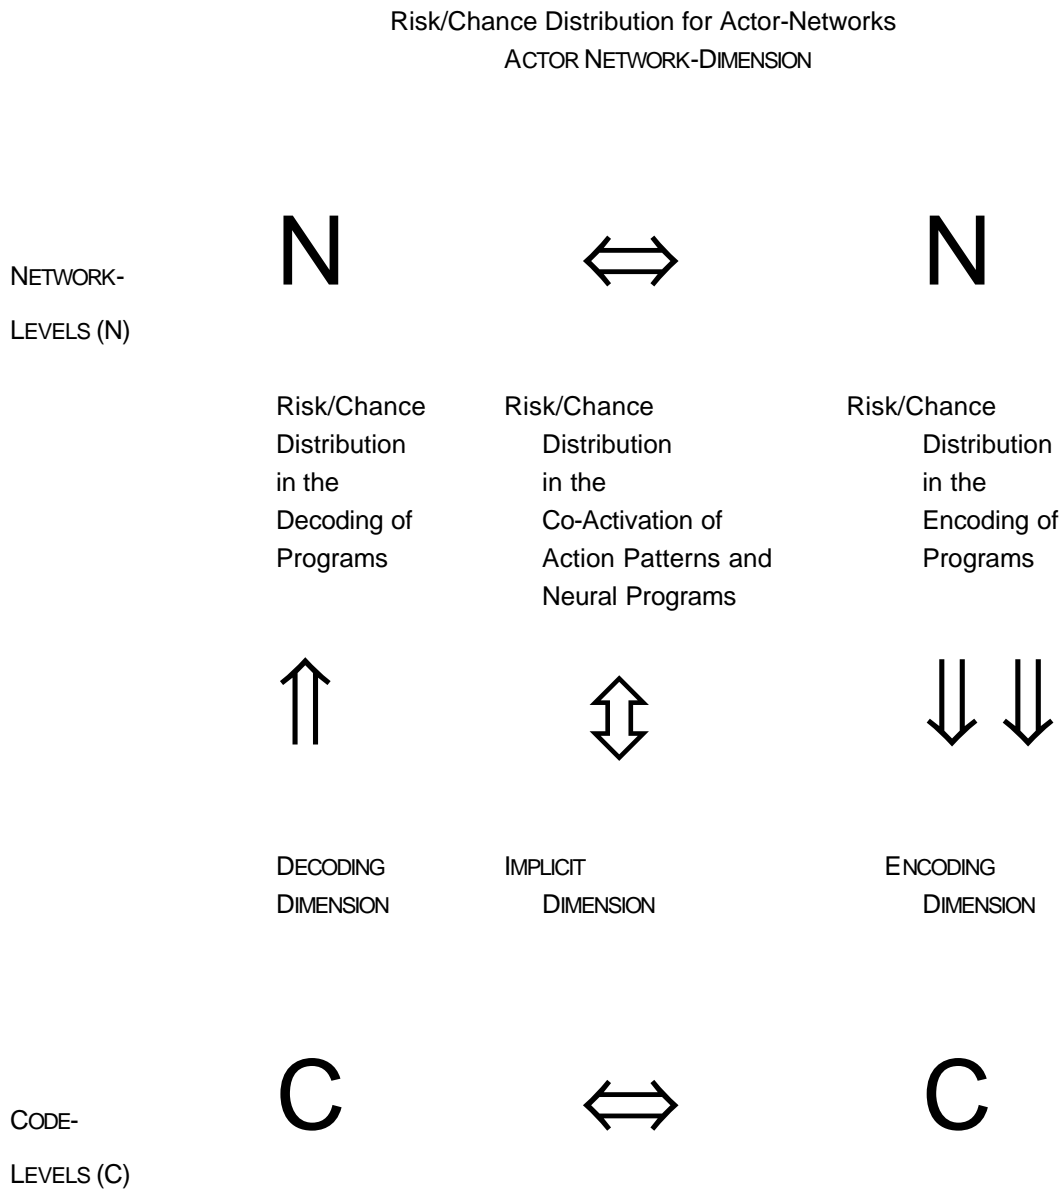 Risk/Chance Distribution for Actor-Networks
ACTOR NETWORK-DIMENSION
N ⇔ N
NETWORK-
LEVELS (N)
Risk/Chance Risk/Chance Risk/Chance
Distribution Distribution Distribution
in the in the in the
Decoding of Co-Activation of Encoding of
Programs Action Patterns and Programs
Neural Programs
⇑ ⇕ ⇓ ⇓
DECODING IMPLICIT ENCODING
DIMENSION DIMENSION DIMENSION
C ⇔ C
CODE-
LEVELS (C)